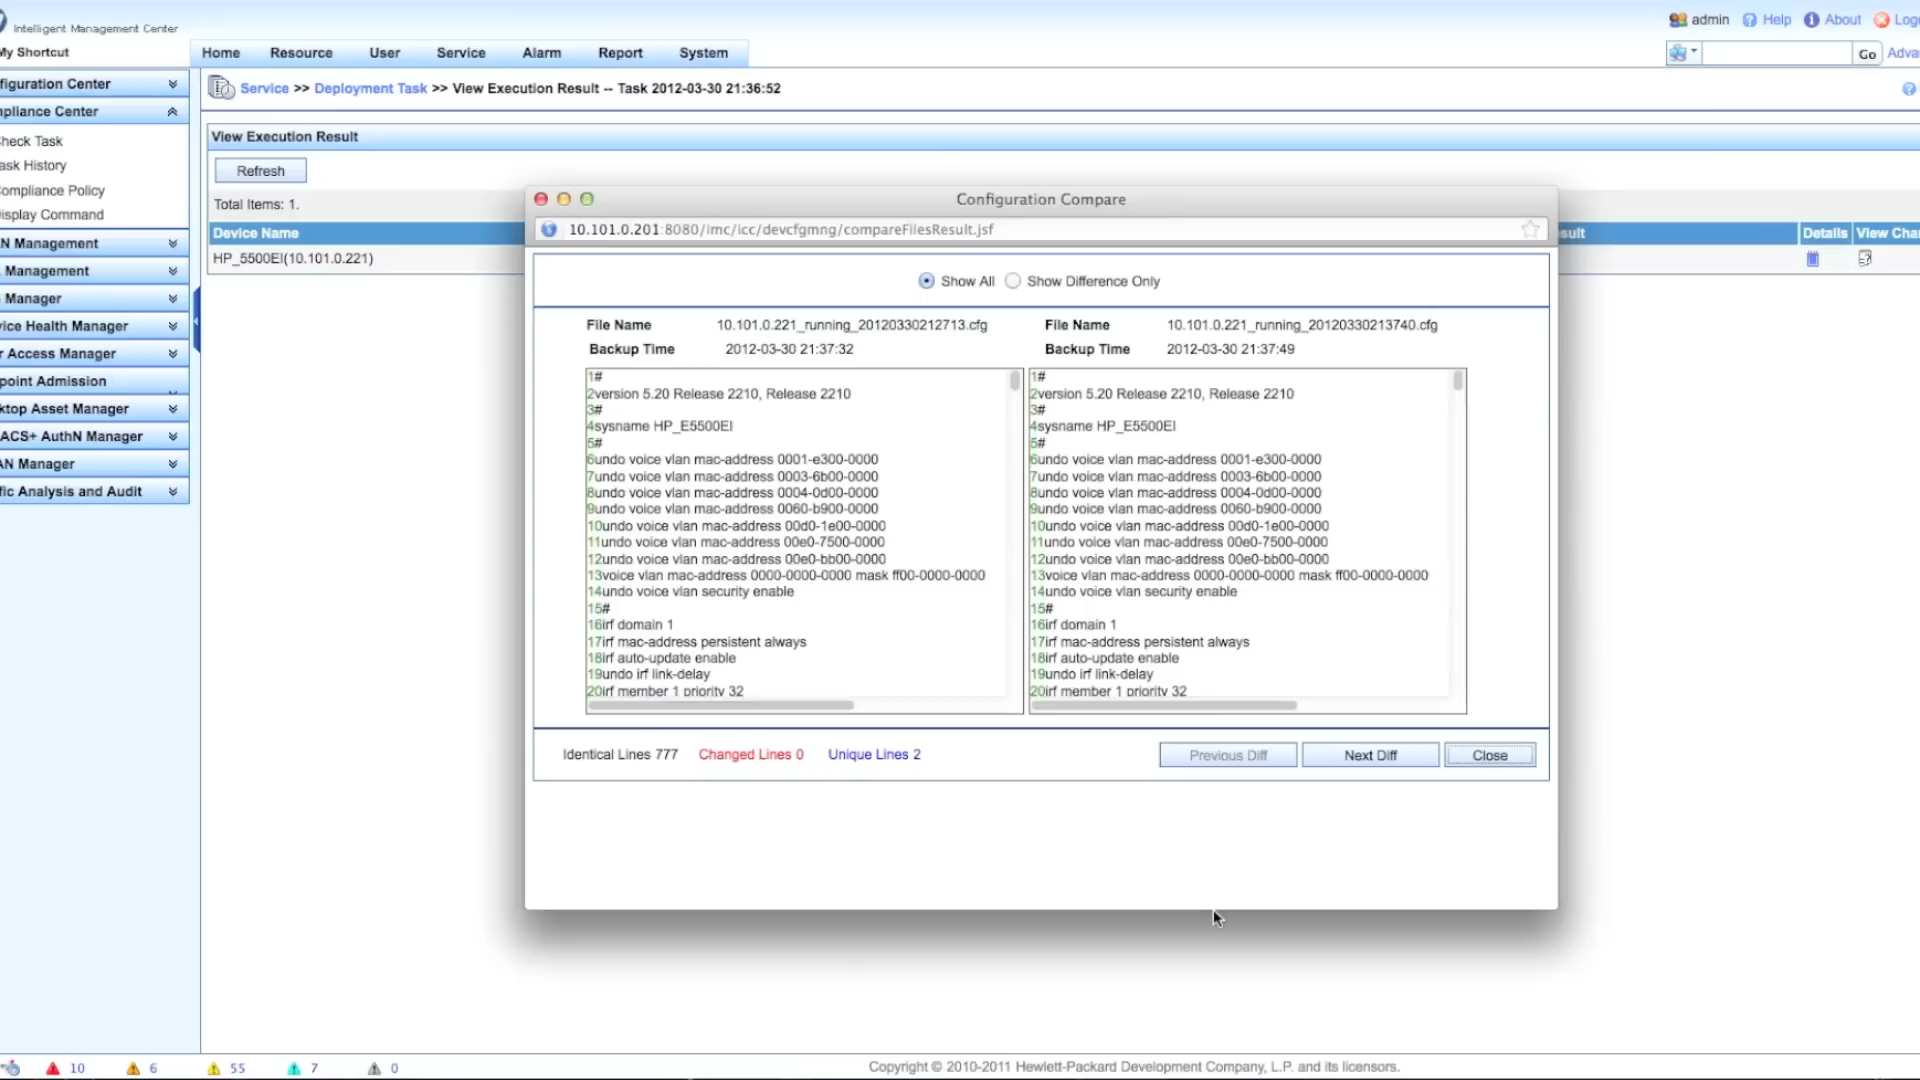 Intelligent Management Center
admin Help About Log
My Shortcut
Home Resource User Service Alarm Report System
Go Adva
figuration Center
mpliance Center
heck Task
ask History
ompliance Policy
isplay Command
N Management
Management
Manager
vice Health Manager
r Access Manager
point Admission
ktop Asset Manager
ACS+ AuthN Manager
AN Manager
fic Analysis and Audit
Service >> Deployment Task >> View Execution Result -- Task 2012-03-30 21:36:52
View Execution Result
Refresh
Total Items: 1.
Device Name
sult Details View Cha
HP_5500EI(10.101.0.221)
Configuration Compare
10.101.0.201:8080/imc/icc/devcfgmng/compareFilesResult.jsf
Show All Show Difference Only
File Name 10.101.0.221_running_20120330212713.cfg
Backup Time 2012-03-30 21:37:32
1#
2version 5.20 Release 2210, Release 2210
3#
4sysname HP_E5500EI
5#
6undo voice vlan mac-address 0001-e300-0000
7undo voice vlan mac-address 0003-6b00-0000
8undo voice vlan mac-address 0004-0d00-0000
9undo voice vlan mac-address 0060-b900-0000
10undo voice vlan mac-address 00d0-1e00-0000
11undo voice vlan mac-address 00e0-7500-0000
12undo voice vlan mac-address 00e0-bb00-0000
13voice vlan mac-address 0000-0000-0000 mask ff00-0000-0000
14undo voice vlan security enable
15#
16irf domain 1
17irf mac-address persistent always
18irf auto-update enable
19undo irf link-delay
20irf member 1 priority 32
File Name 10.101.0.221_running_20120330213740.cfg
Backup Time 2012-03-30 21:37:49
1#
2version 5.20 Release 2210, Release 2210
3#
4sysname HP_E5500EI
5#
6undo voice vlan mac-address 0001-e300-0000
7undo voice vlan mac-address 0003-6b00-0000
8undo voice vlan mac-address 0004-0d00-0000
9undo voice vlan mac-address 0060-b900-0000
10undo voice vlan mac-address 00d0-1e00-0000
11undo voice vlan mac-address 00e0-7500-0000
12undo voice vlan mac-address 00e0-bb00-0000
13voice vlan mac-address 0000-0000-0000 mask ff00-0000-0000
14undo voice vlan security enable
15#
16irf domain 1
17irf mac-address persistent always
18irf auto-update enable
19undo irf link-delay
20irf member 1 priority 32
Identical Lines 777 Changed Lines 0 Unique Lines 2
Previous Diff Next Diff Close
10 6 55 7 0
Copyright © 2010-2011 Hewlett-Packard Development Company, L.P. and its licensors.